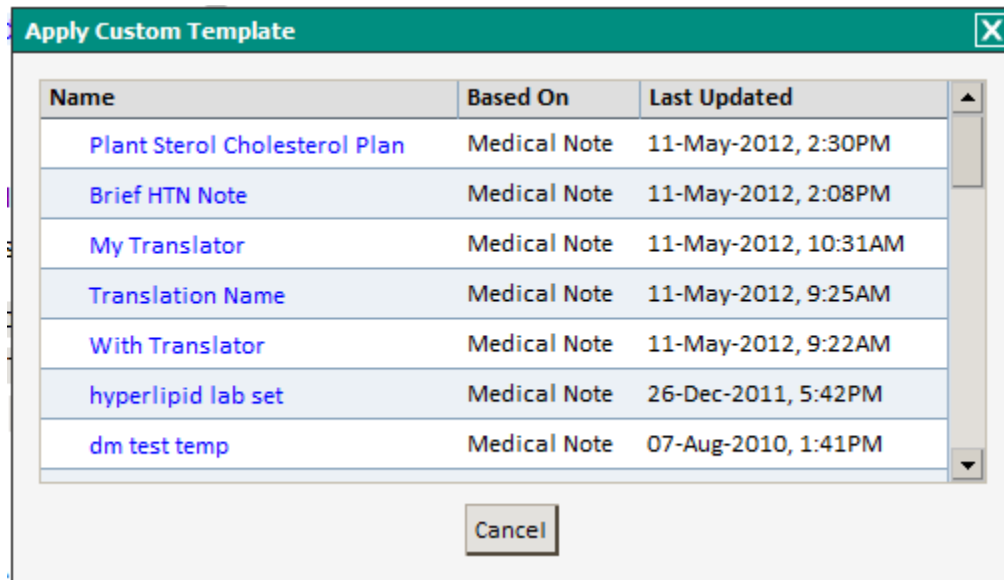 Apply Custom Template X
Name Based On Last Updated
Plant Sterol Cholesterol Plan Medical Note 11-May-2012, 2:30PM
Brief HTN Note Medical Note 11-May-2012, 2:08PM
My Translator Medical Note 11-May-2012, 10:31AM
Translation Name Medical Note 11-May-2012, 9:25AM
With Translator Medical Note 11-May-2012, 9:22AM
hyperlipid lab set Medical Note 26-Dec-2011, 5:42PM
dm test temp Medical Note 07-Aug-2010, 1:41PM
Cancel